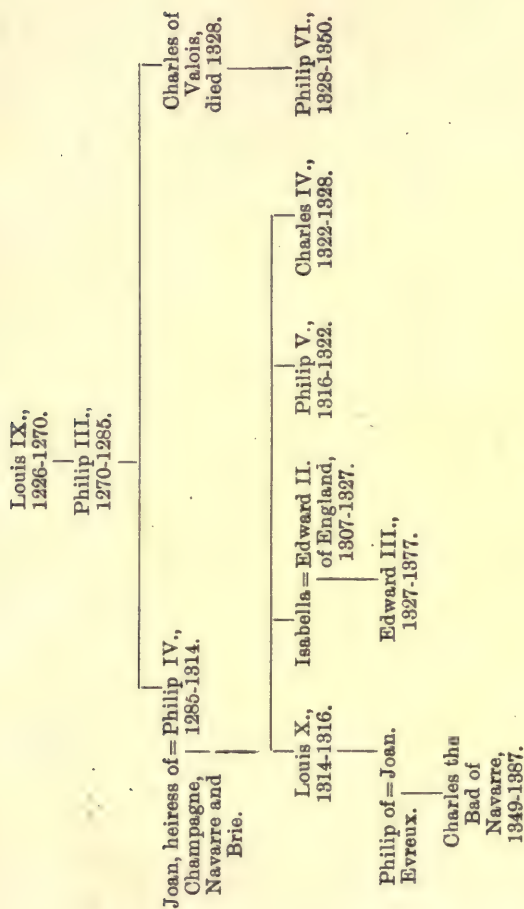 Louis IX.,
1226-1270.
Philip III.,
1270-1285.
Joan, heiress of = Philip IV.,
Champagne, 1285-1314.
Navarre and
Brie.
Charles of
Valois,
died 1328.
Louis X.,
1314-1316.
Isabella = Edward II.
of England,
1307-1327.
Philip V.,
1316-1322.
Charles IV.,
1322-1328.
Philip VI.,
1328-1350.
Philip of = Joan.
Evreux.
Edward III.,
1327-1377.
Charles the
Bad of
Navarre,
1349-1387.